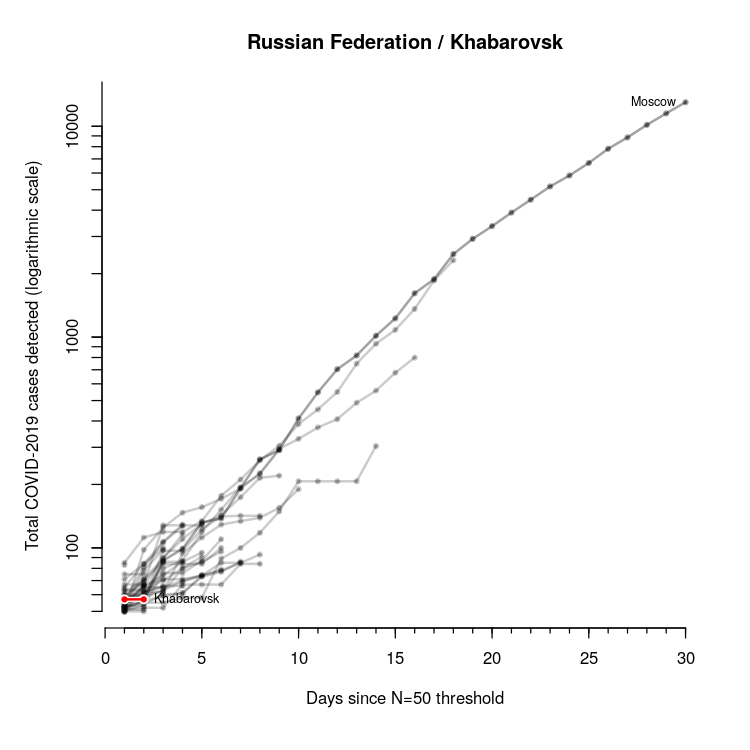 Russian Federation / Khabarovsk
Total COVID-2019 cases detected (logarithmic scale)
10000
1000
100
Moscow
Khabarovsk
0 5 10 15 20 25 30
Days since N=50 threshold